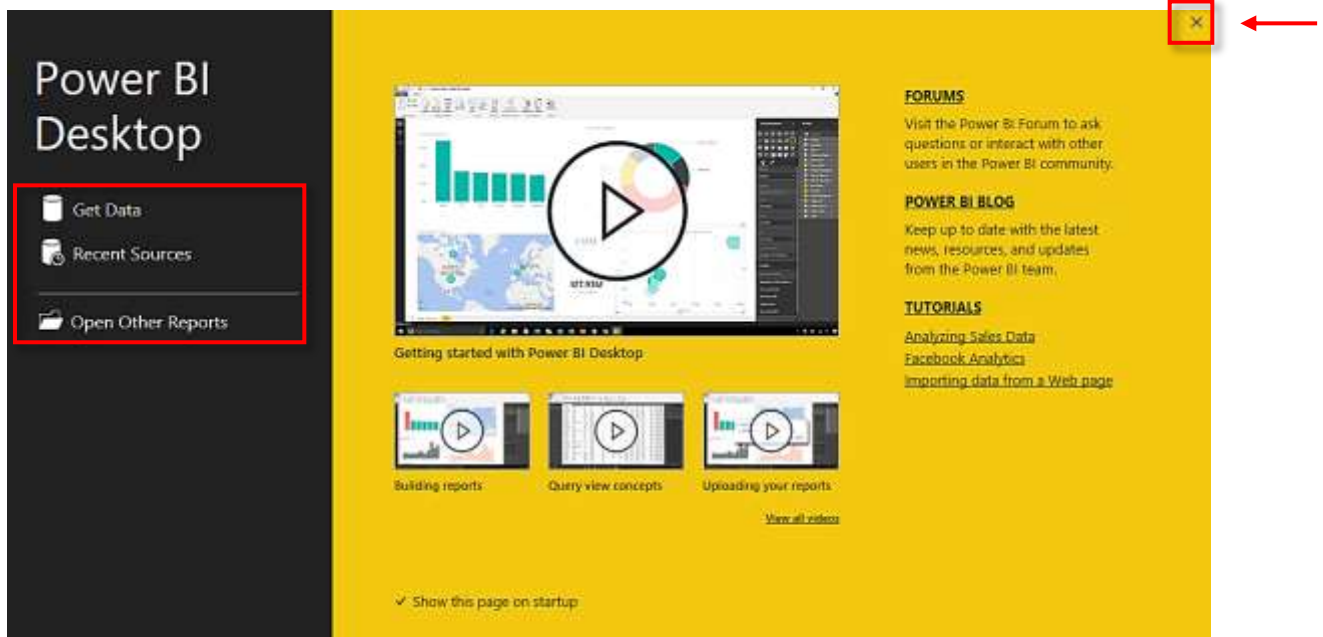 Power BI
Desktop
Get Data
Recent Sources
Open Other Reports
Getting started with Power BI Desktop
Building reports
Query view concepts
Uploading your reports
View all videos
Show this page on startup
FORUMS
Visit the Power BI Forum to ask
questions or interact with other
users in the Power BI community.
POWER BI BLOG
Keep up to date with the latest
news, resources, and updates
from the Power BI team.
TUTORIALS
Analyzing Sales Data
Facebook Analytics
Importing data from a Web page